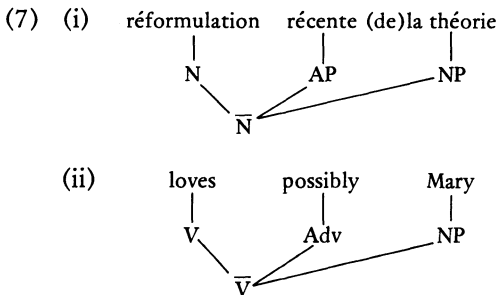 (7) (i) réformulation récente (de)la théorie
N AP NP
N̅
(ii) loves possibly Mary
V Adv NP
V̅